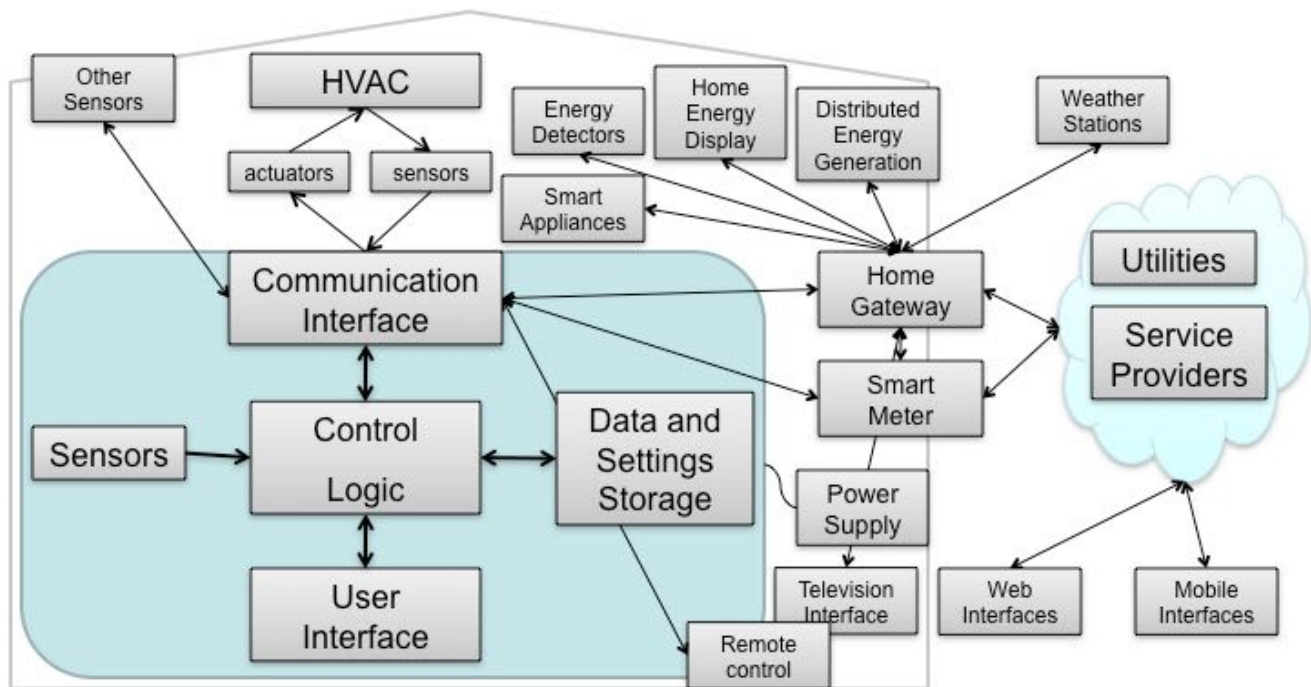 Other
Sensors
HVAC
actuators
sensors
Energy
Detectors
Home
Energy
Display
Distributed
Energy
Generation
Weather
Stations
Smart
Appliances
Communication
Interface
Home
Gateway
Utilities
Service
Providers
Smart
Meter
Sensors
Control
Logic
Data and
Settings
Storage
Power
Supply
User
Interface
Television
Interface
Remote
control
Web
Interfaces
Mobile
Interfaces